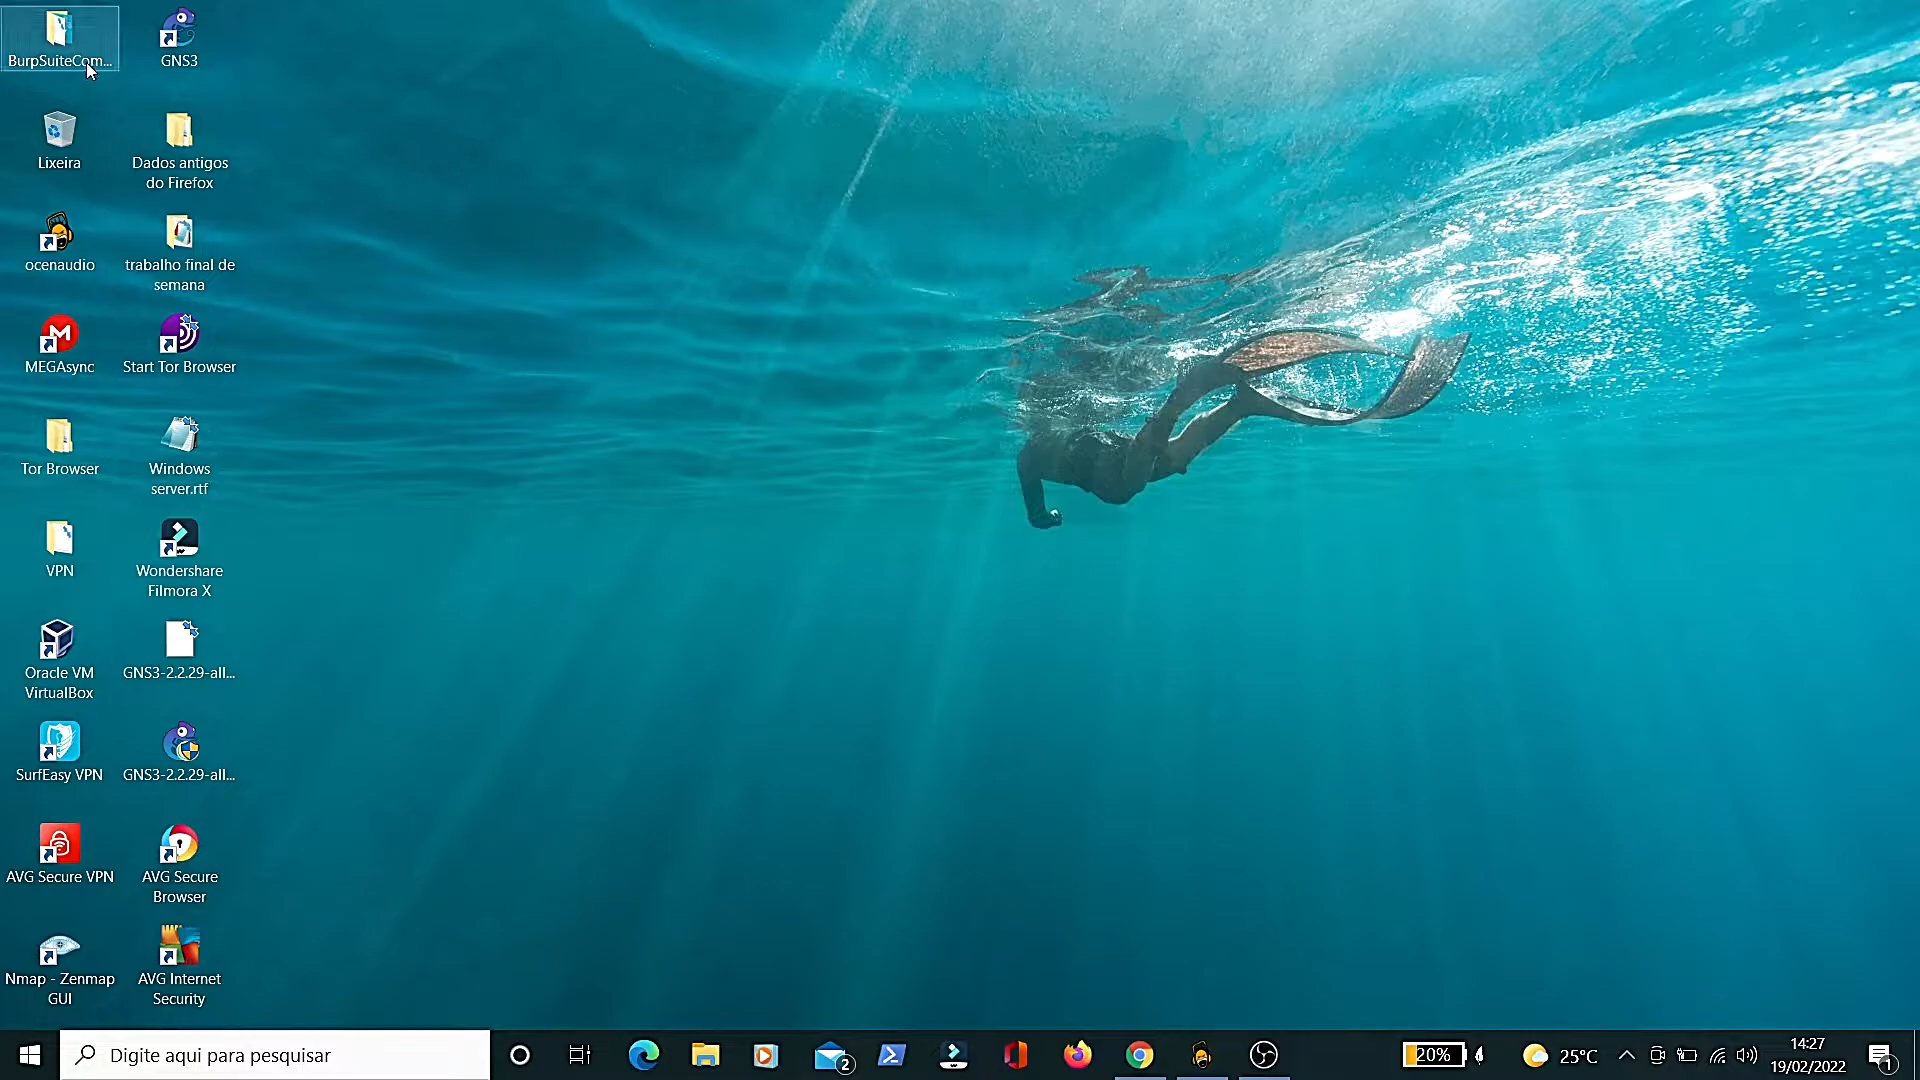 BurpSuiteCom...
GNS3
Lixeira
Dados antigos
do Firefox
ocenaudio
trabalho final de
semana
MEGAsync
Start Tor Browser
Tor Browser
Windows
server.rtf
VPN
Wondershare
Filmora X
Oracle VM
VirtualBox
GNS3-2.2.29-all...
SurfEasy VPN
GNS3-2.2.29-all...
AVG Secure VPN
AVG Secure
Browser
Nmap - Zenmap
GUI
AVG Internet
Security
Digite aqui para pesquisar
2
20%
25°C
14:27
19/02/2022
1